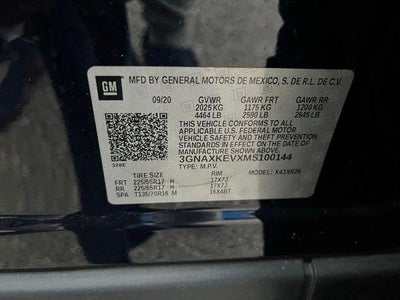 GM
MFD BY GENERAL MOTORS DE MEXICO, S. DE R.L. DE C.V.
09/20 GVWR GAWR FRT GAWR RR
2025 KG 1175 KG 1200 KG
4464 LB 2590 LB 2645 LB
THIS VEHICLE CONFORMS TO ALL
APPLICABLE U.S. FEDERAL MOTOR
VEHICLE SAFETY AND THEFT PREVENTION
STANDARDS IN EFFECT ON THE DATE OF
MANUFACTURE SHOWN ABOVE.
3GNAXKEVXMS100144
TYPE: M.P.V. MODEL: X41XR26
TIRE SIZE RIM
FRT 225/65R17 H 17X7J
RR 225/65R17 H 17X7J
SPA T135/70R16 M 16X4BT